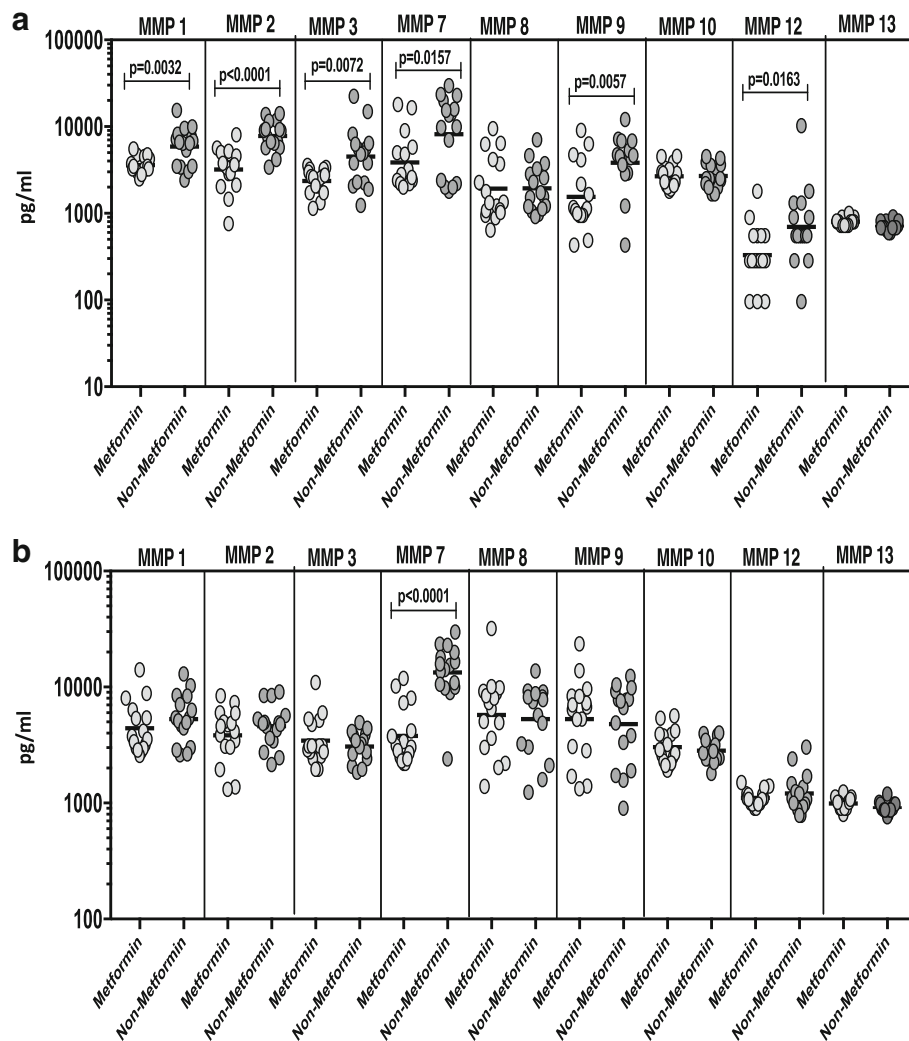 a
MMP 1 MMP 2 MMP 3 MMP 7 MMP 8 MMP 9 MMP 10 MMP 12 MMP 13
p=0.0032 p<0.0001 p=0.0072 p=0.0157 p=0.0057 p=0.0163
100000
10000
1000
100
10
pg/ml
Metformin Non-Metformin Metformin Non-Metformin Metformin Non-Metformin Metformin Non-Metformin Metformin Non-Metformin Metformin Non-Metformin Metformin Non-Metformin Metformin Non-Metformin Metformin Non-Metformin
b
MMP 1 MMP 2 MMP 3 MMP 7 MMP 8 MMP 9 MMP 10 MMP 12 MMP 13
p<0.0001
100000
10000
1000
100
pg/ml
Metformin Non-Metformin Metformin Non-Metformin Metformin Non-Metformin Metformin Non-Metformin Metformin Non-Metformin Metformin Non-Metformin Metformin Non-Metformin Metformin Non-Metformin Metformin Non-Metformin